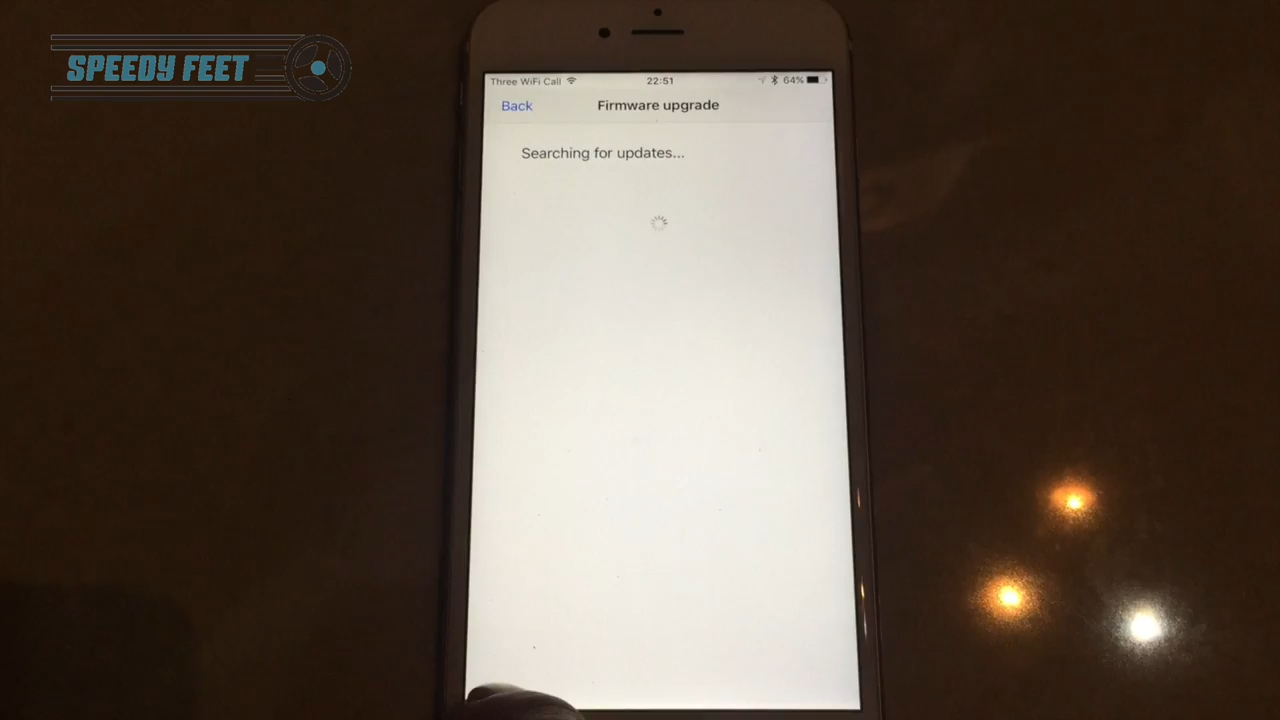 SPEEDY FEET
Three WiFi Call 22:51 64%
Back Firmware upgrade
Searching for updates...